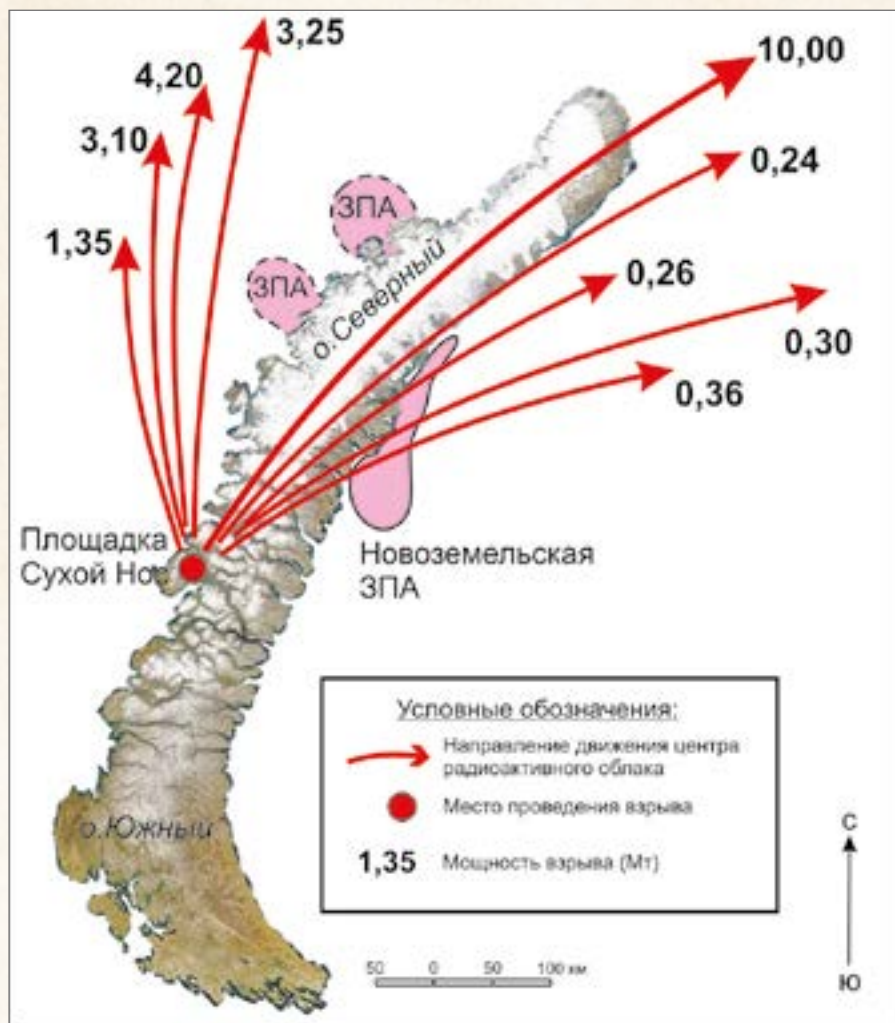 3,25
10,00
4,20
3,10
0,24
ЗПА
1,35
0,26
ЗПА
о.Северный
0,30
0,36
Площадка
Сухой Нос
Новоземельская
ЗПА
Условные обозначения:
Направление движения центра
радиоактивного облака
Место проведения взрыва
1,35 Мощность взрыва (Мт)
о.Южный
С
Ю
50 0 50 100 км